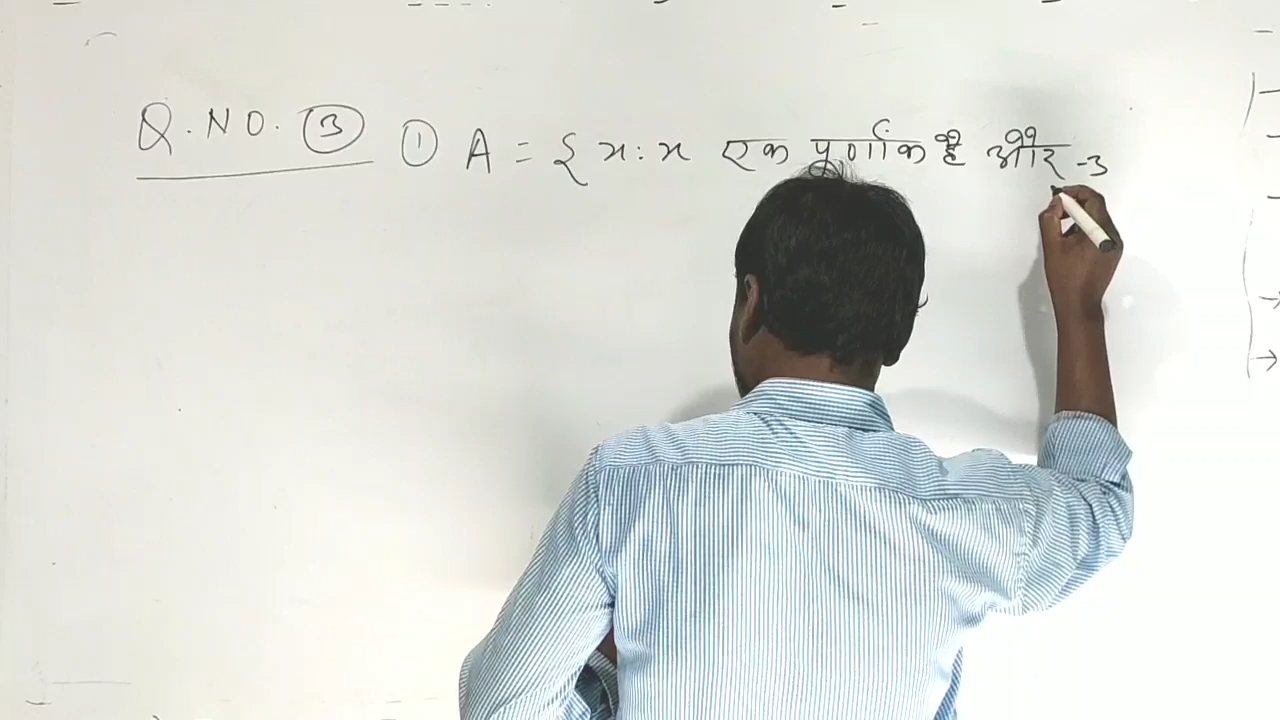 Q.NO. ③ ① A = { x : x एक पूर्णांक है और -3